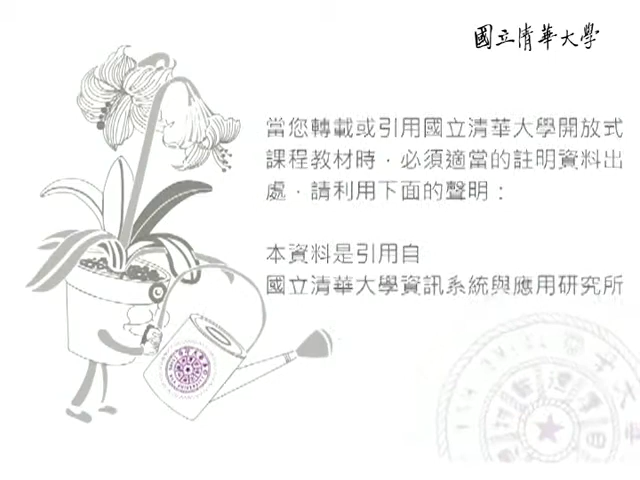 國立清華大學
當您轉載或引用國立清華大學開放式
課程教材時，必須適當的註明資料出
處，請利用下面的聲明：
本資料是引用自
國立清華大學資訊系統與應用研究所